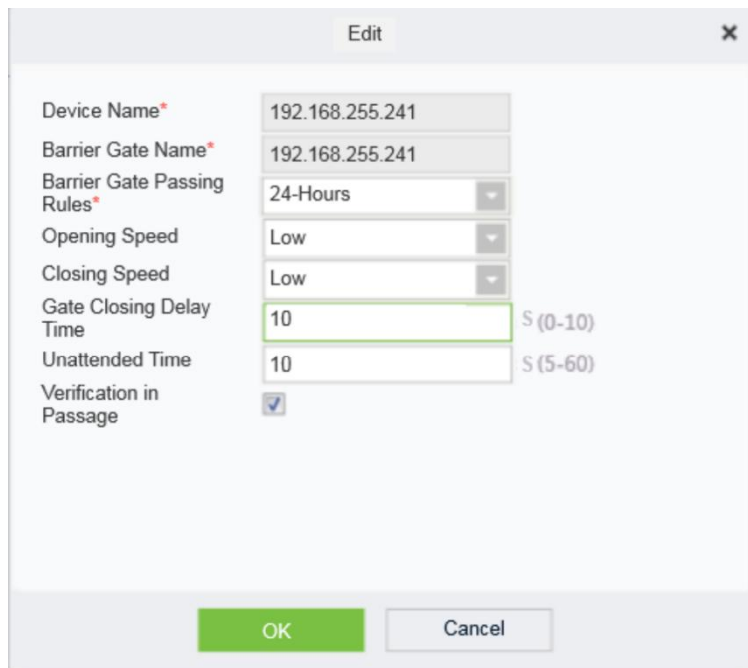 Edit
Device Name* 192.168.255.241
Barrier Gate Name* 192.168.255.241
Barrier Gate Passing
Rules* 24-Hours
Opening Speed Low
Closing Speed Low
Gate Closing Delay
Time 10 S (0-10)
Unattended Time 10 S (5-60)
Verification in
Passage
OK Cancel